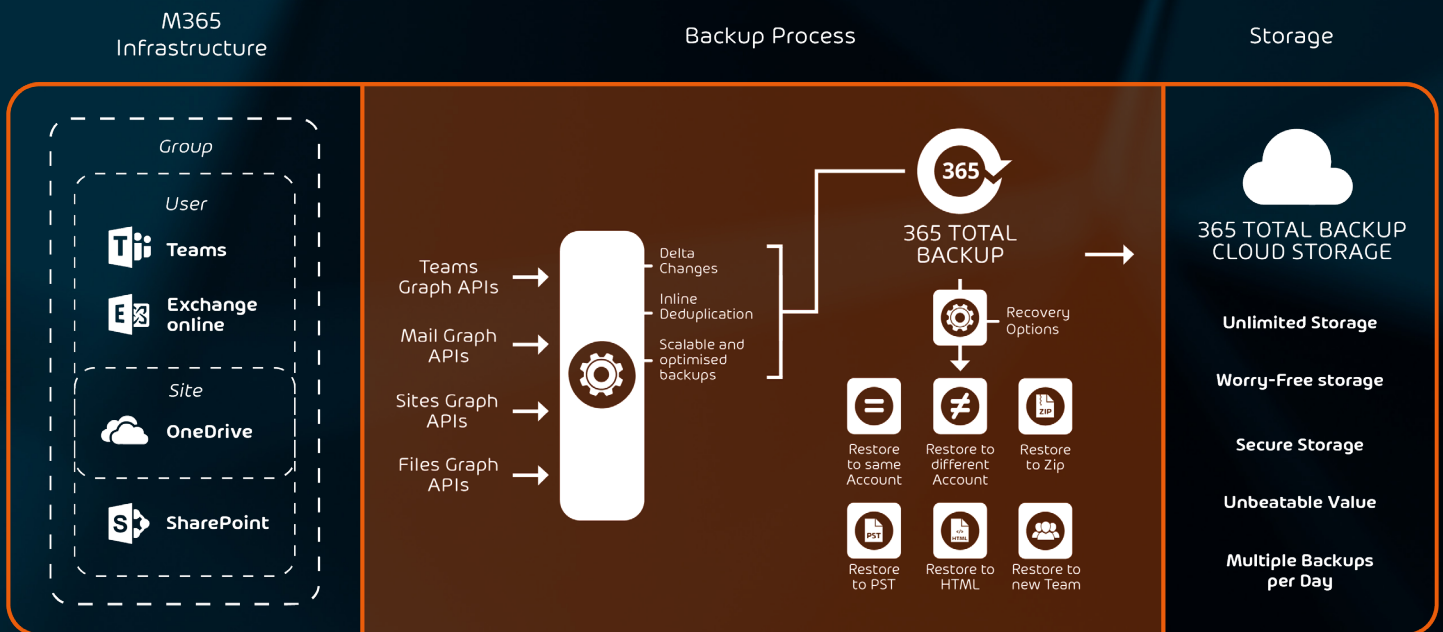 M365
Infrastructure
Backup Process
Storage
Group
User
T
Teams
E
Exchange
online
Site
OneDrive
S
SharePoint
Teams
Graph APIs
Mail Graph
APIs
Sites Graph
APIs
Files Graph
APIs
Delta
Changes
Inline
Deduplication
Scalable and
optimised
backups
365
365 TOTAL
BACKUP
Recovery
Options
=
≠
ZIP
Restore
to same
Account
Restore to
different
Account
Restore
to Zip
PST
</>
HTML
Restore
to PST
Restore to
HTML
Restore to
new Team
365 TOTAL BACKUP
CLOUD STORAGE
Unlimited Storage
Worry-Free storage
Secure Storage
Unbeatable Value
Multiple Backups
per Day